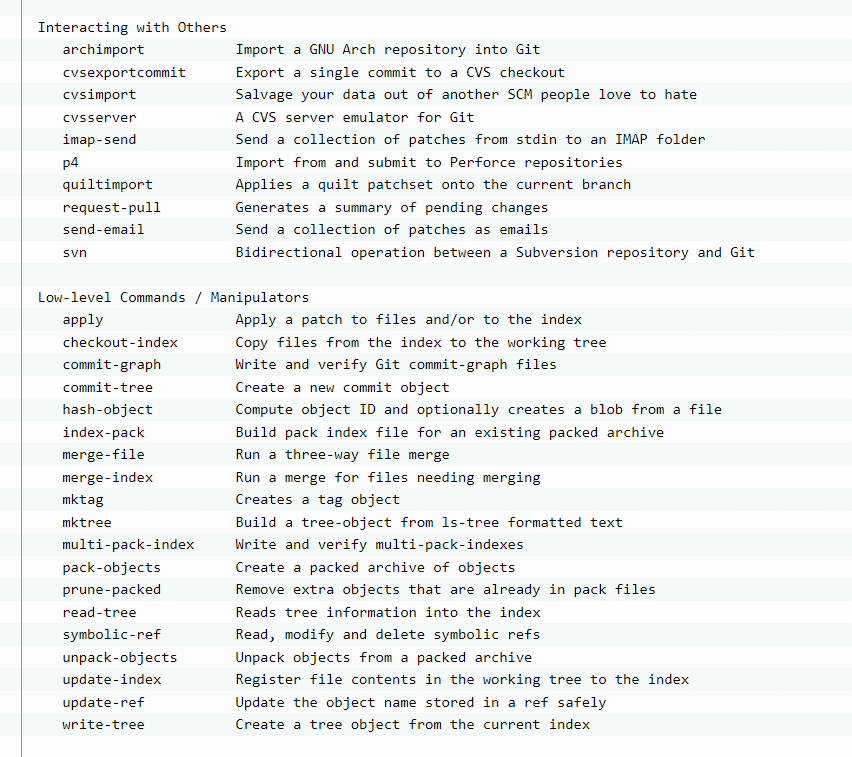 Interacting with Others
archimport Import a GNU Arch repository into Git
cvsexportcommit Export a single commit to a CVS checkout
cvsimport Salvage your data out of another SCM people love to hate
cvsserver A CVS server emulator for Git
imap-send Send a collection of patches from stdin to an IMAP folder
p4 Import from and submit to Perforce repositories
quiltimport Applies a quilt patchset onto the current branch
request-pull Generates a summary of pending changes
send-email Send a collection of patches as emails
svn Bidirectional operation between a Subversion repository and Git
Low-level Commands / Manipulators
apply Apply a patch to files and/or to the index
checkout-index Copy files from the index to the working tree
commit-graph Write and verify Git commit-graph files
commit-tree Create a new commit object
hash-object Compute object ID and optionally creates a blob from a file
index-pack Build pack index file for an existing packed archive
merge-file Run a three-way file merge
merge-index Run a merge for files needing merging
mktag Creates a tag object
mktree Build a tree-object from ls-tree formatted text
multi-pack-index Write and verify multi-pack-indexes
pack-objects Create a packed archive of objects
prune-packed Remove extra objects that are already in pack files
read-tree Reads tree information into the index
symbolic-ref Read, modify and delete symbolic refs
unpack-objects Unpack objects from a packed archive
update-index Register file contents in the working tree to the index
update-ref Update the object name stored in a ref safely
write-tree Create a tree object from the current index